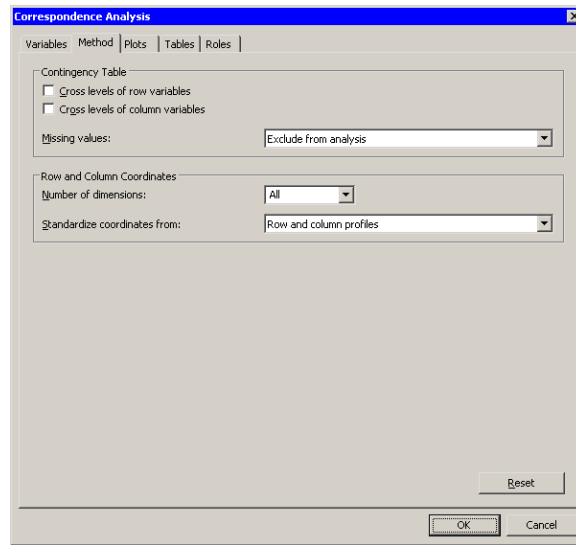 Correspondence Analysis
Variables Method Plots Tables Roles
Contingency Table
Cross levels of row variables
Cross levels of column variables
Missing values: Exclude from analysis
Row and Column Coordinates
Number of dimensions: All
Standardize coordinates from: Row and column profiles
Reset
OK Cancel